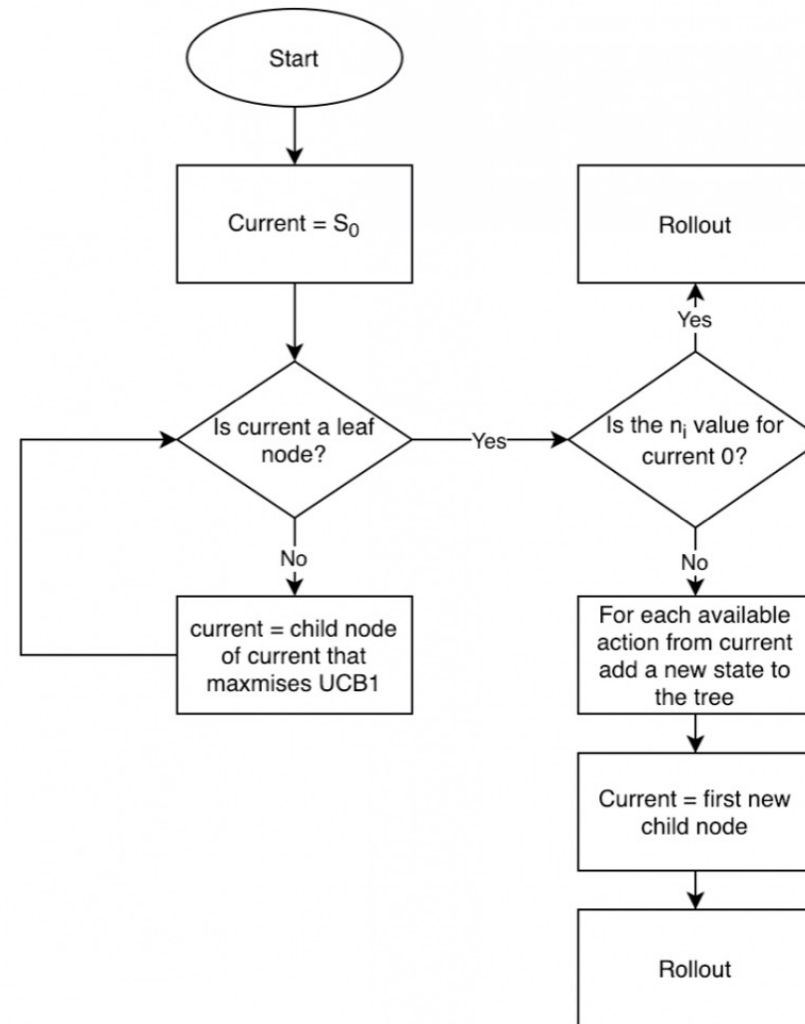 Start
Current = S₀
Is current a leaf
node?
Yes
No
current = child node
of current that
maxmises UCB1
Rollout
Yes
Is the nᵢ value for
current 0?
No
For each available
action from current
add a new state to
the tree
Current = first new
child node
Rollout